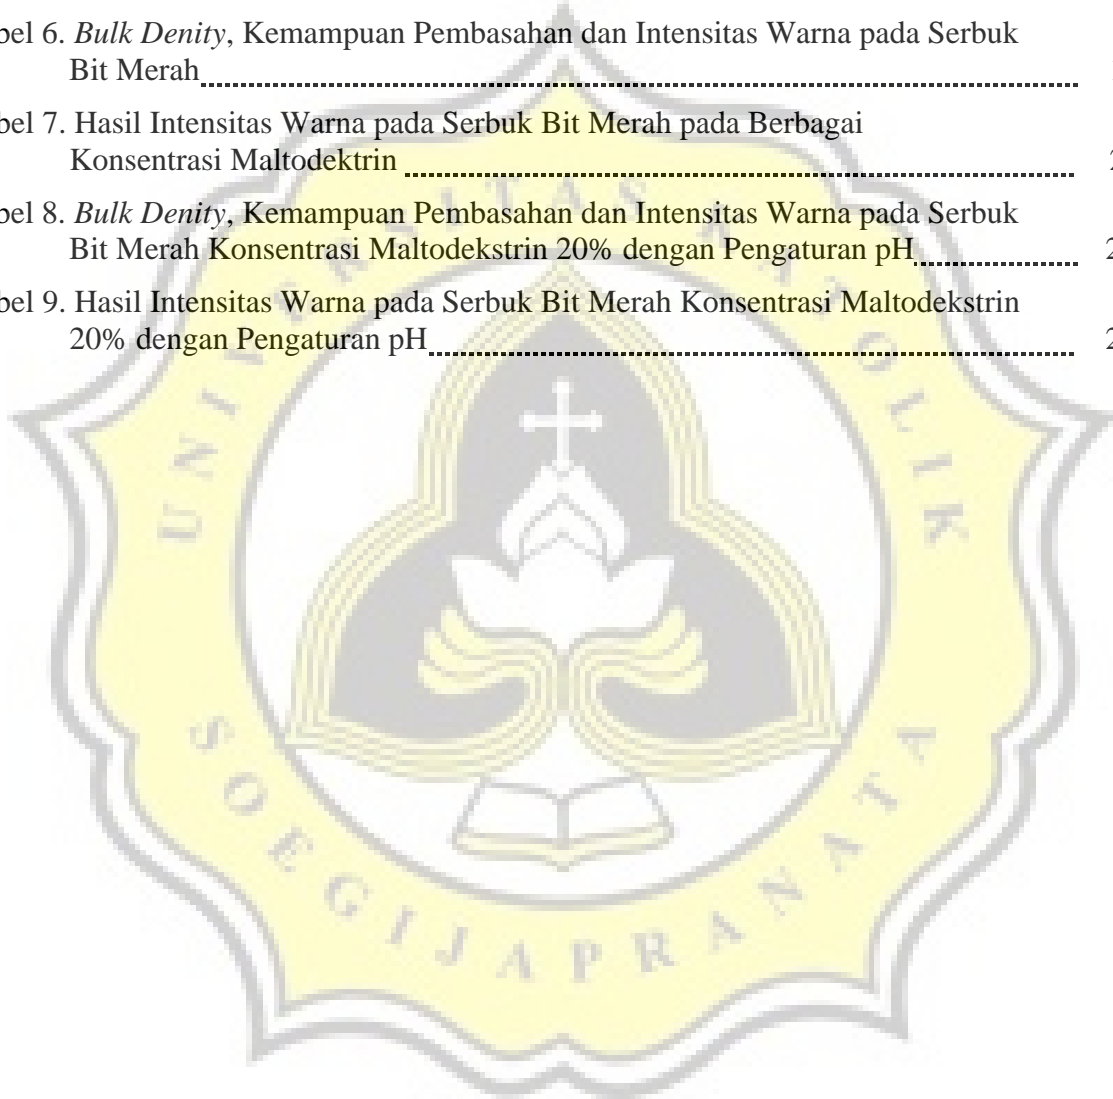 bel 6. Bulk Denity, Kemampuan Pembasahan dan Intensitas Warna pada Serbuk
Bit Merah
bel 7. Hasil Intensitas Warna pada Serbuk Bit Merah pada Berbagai
Konsentrasi Maltodektrin
bel 8. Bulk Denity, Kemampuan Pembasahan dan Intensitas Warna pada Serbuk
Bit Merah Konsentrasi Maltodekstrin 20% dengan Pengaturan pH
bel 9. Hasil Intensitas Warna pada Serbuk Bit Merah Konsentrasi Maltodekstrin
20% dengan Pengaturan pH
UNIVERSITAS KATOLIK
SOEGIJAPRANATA